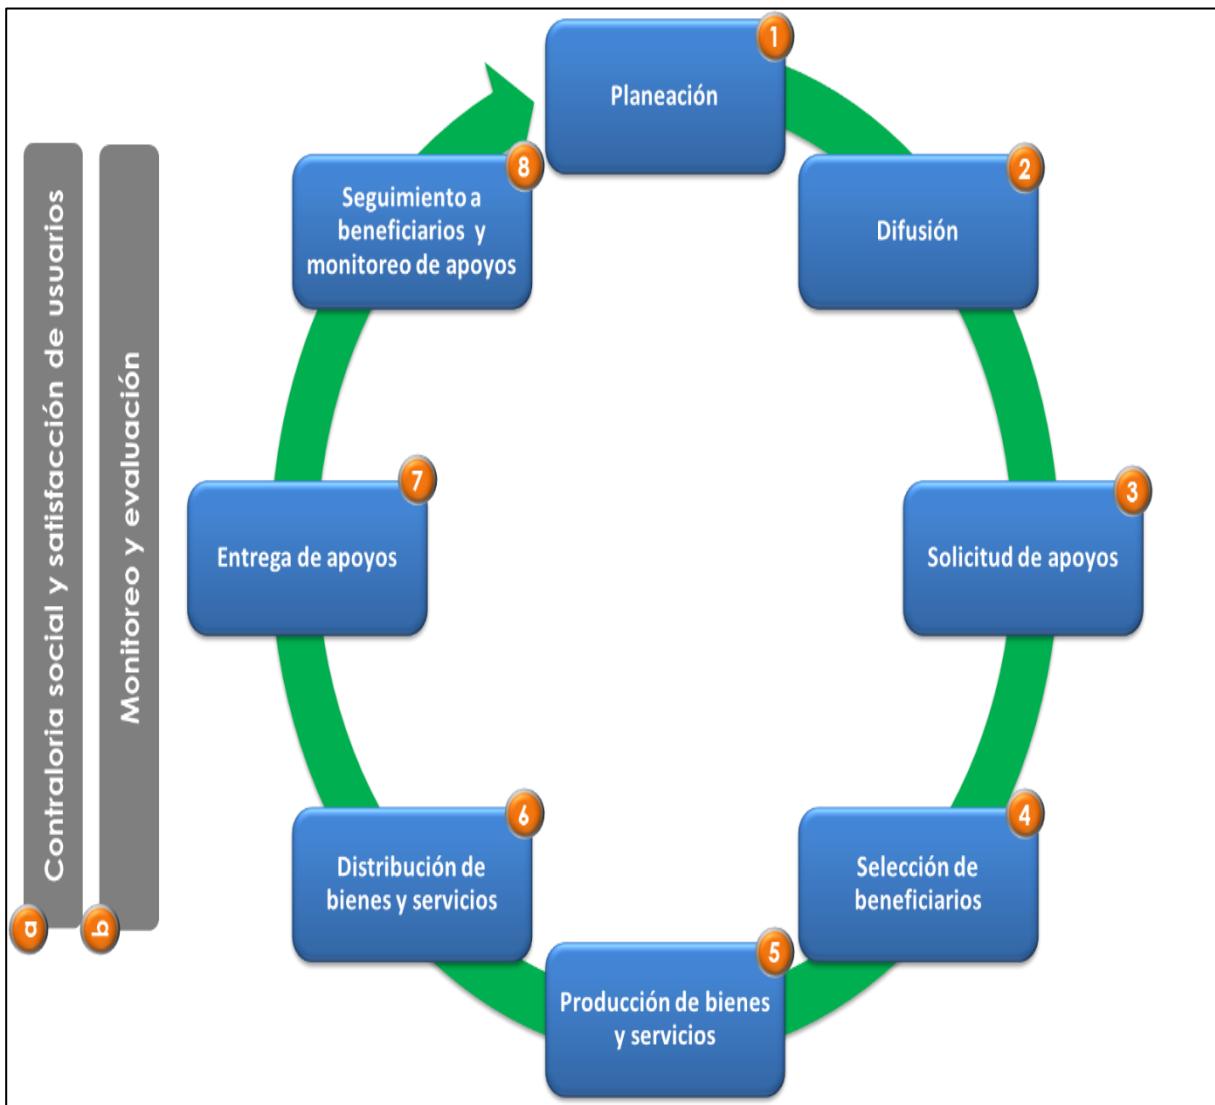 1
Planeación
2
Difusión
3
Solicitud de apoyos
4
Selección de
beneficiarios
5
Producción de bienes
y servicios
6
Distribución de
bienes y servicios
7
Entrega de apoyos
8
Seguimiento a
beneficiarios y
monitoreo de apoyos
a
Contraloria social y satisfacción de usuarios
b
Monitoreo y evaluación